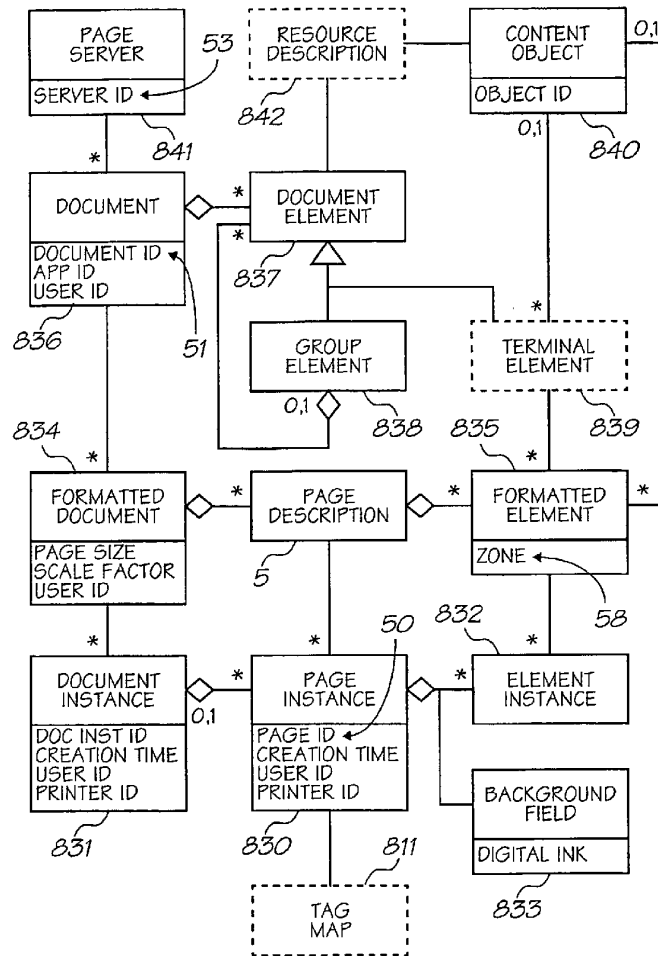 PAGE
SERVER
SERVER ID
53
841
RESOURCE
DESCRIPTION
842
CONTENT
OBJECT
OBJECT ID
0,1
0,1
840
*
DOCUMENT
DOCUMENT ID
APP ID
USER ID
836
51
*
*
DOCUMENT
ELEMENT
837
GROUP
ELEMENT
0,1
838
*
TERMINAL
ELEMENT
839
834
*
FORMATTED
DOCUMENT
PAGE SIZE
SCALE FACTOR
USER ID
*
PAGE
DESCRIPTION
5
835
*
*
FORMATTED
ELEMENT
*
ZONE
58
*
DOCUMENT
INSTANCE
0,1
DOC INST ID
CREATION TIME
USER ID
PRINTER ID
831
*
*
50
PAGE
INSTANCE
PAGE ID
CREATION TIME
USER ID
PRINTER ID
830
832
*
*
ELEMENT
INSTANCE
BACKGROUND
FIELD
DIGITAL INK
833
811
TAG
MAP